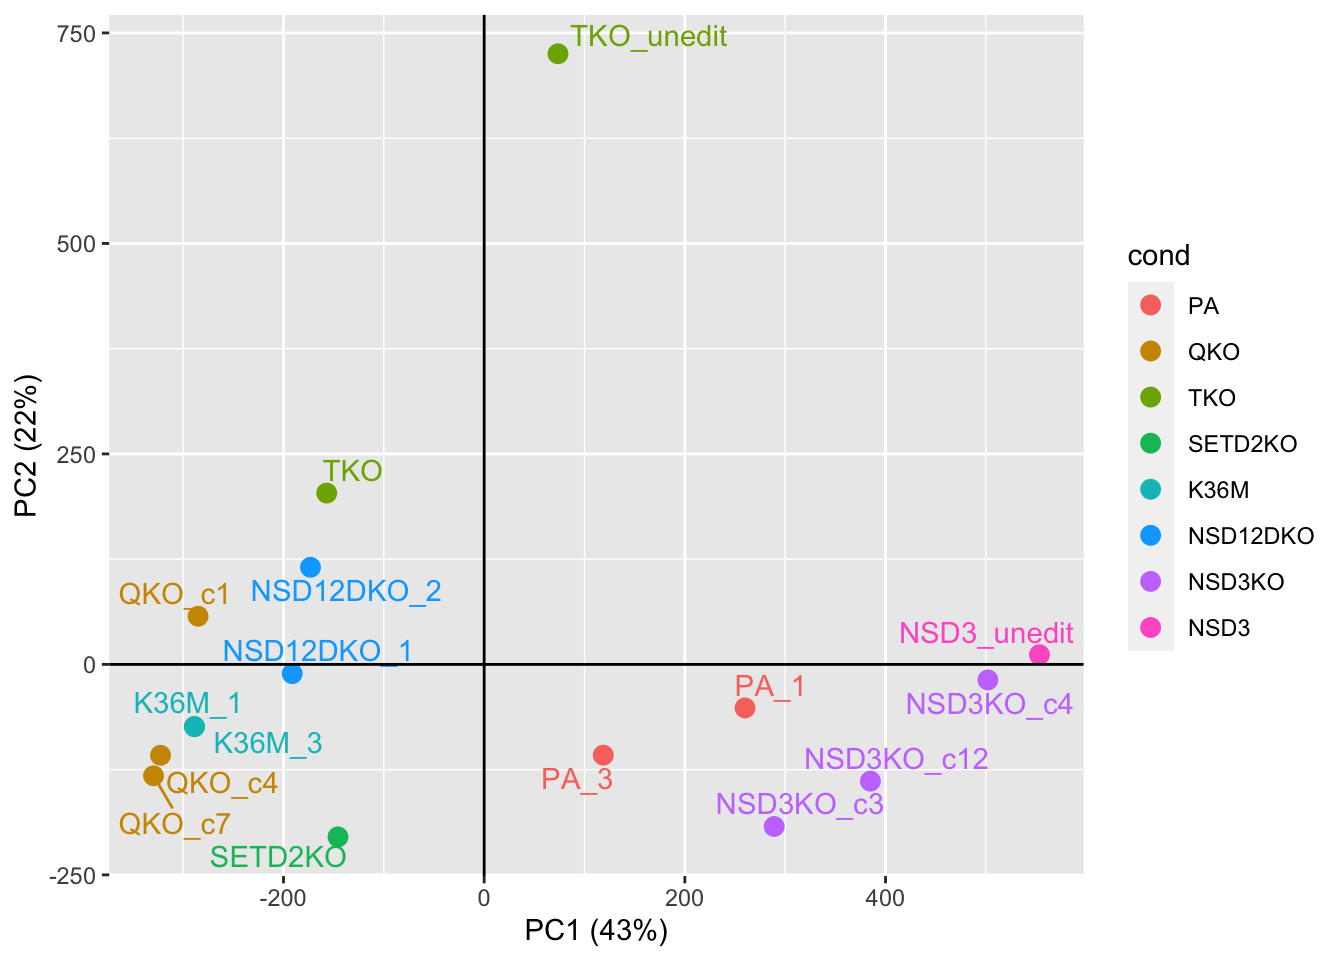 750
TKO_unedit
500
cond
PA
QKO
TKO
SETD2KO
K36M
NSD12DKO
NSD3KO
NSD3
PC2 (22%)
250
TKO
QKO_c1
NSD12DKO_2
NSD12DKO_1
NSD3_unedit
0
PA_1
NSD3KO_c4
K36M_1
K36M_3
NSD3KO_c12
PA_3
QKO_c4
NSD3KO_c3
QKO_c7
SETD2KO
-250
-200
0
200
400
PC1 (43%)